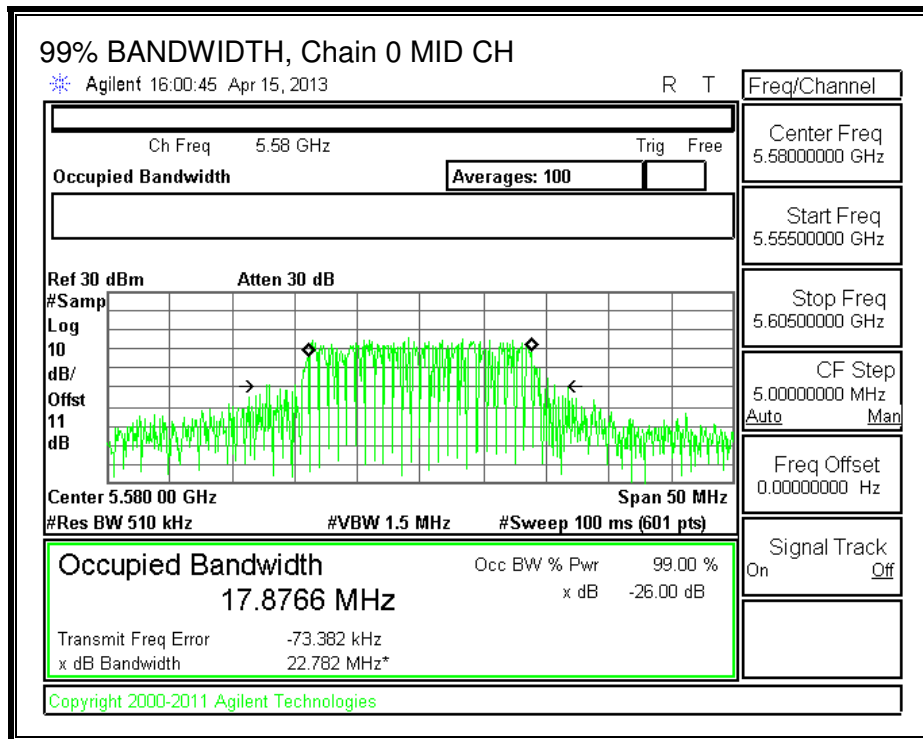 99% BANDWIDTH, Chain 0 MID CH
Agilent 16:00:45 Apr 15, 2013 R T
Freq/Channel
Ch Freq 5.58 GHz Trig Free
Occupied Bandwidth Averages: 100
Center Freq
5.58000000 GHz
Start Freq
5.55500000 GHz
Stop Freq
5.60500000 GHz
CF Step
5.00000000 MHz
Auto Man
Freq Offset
0.00000000 Hz
Signal Track
On Off
Ref 30 dBm Atten 30 dB
#Samp
Log
10
dB/
Offst
11
dB
Center 5.580 00 GHz Span 50 MHz
#Res BW 510 kHz #VBW 1.5 MHz #Sweep 100 ms (601 pts)
Occupied Bandwidth Occ BW % Pwr 99.00 %
17.8766 MHz x dB -26.00 dB
Transmit Freq Error -73.382 kHz
x dB Bandwidth 22.782 MHz*
Copyright 2000-2011 Agilent Technologies